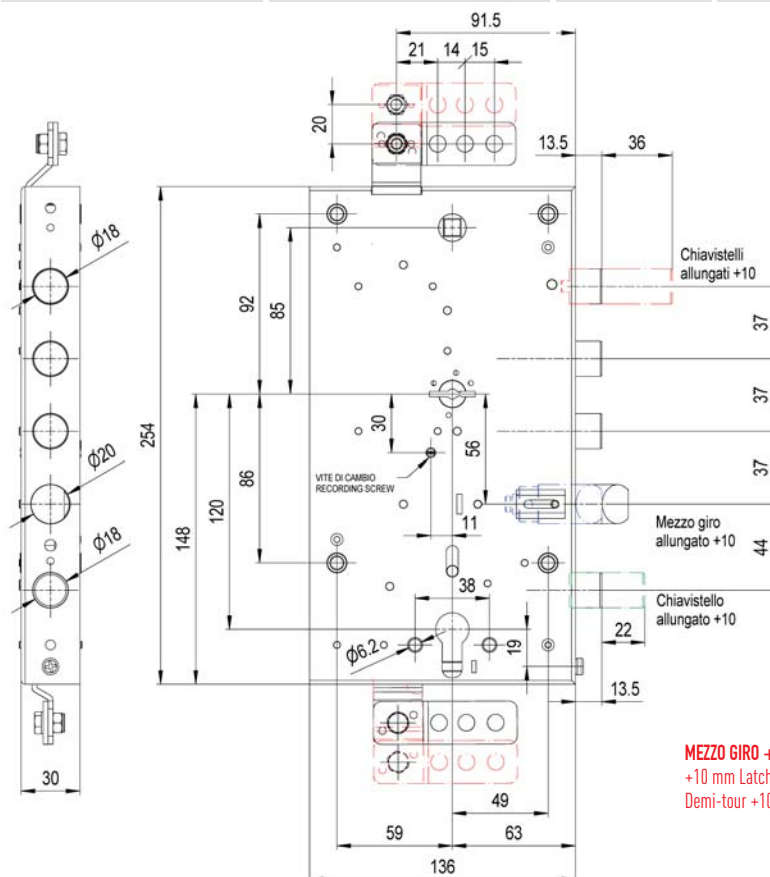 91.5
21 14 15
20
13.5 36
Ø18
Chiavistelli
allungati +10
92
85
37
254
37
30
56
Ø20
VITE DI CAMBIO
RECORDING SCREW
86
120
148
37
11
Mezzo giro
allungato +10
Ø18
44
38
Chiavistello
allungato +10
Ø6.2
19
22
13.5
30
MEZZO GIRO +
+10 mm Latch
Demi-tour +10
49
59 63
136